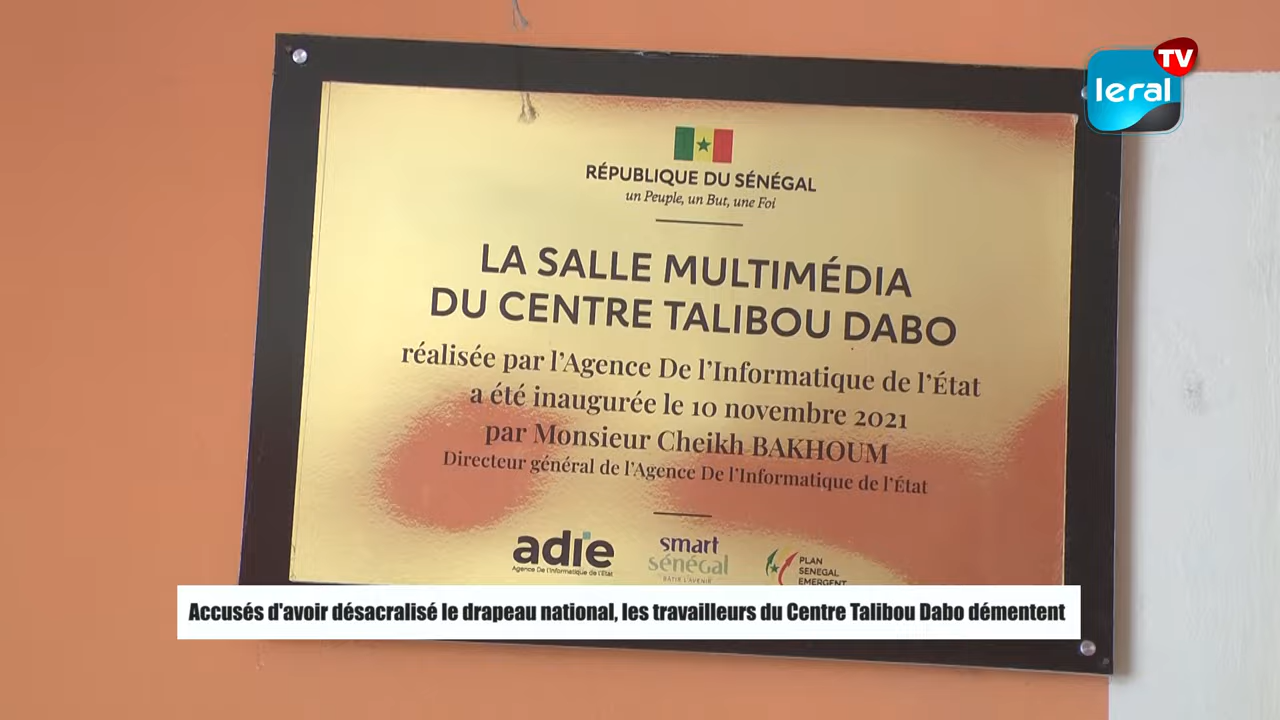 TV
leral
RÉPUBLIQUE DU SÉNÉGAL
un Peuple, un But, une Foi
LA SALLE MULTIMÉDIA
DU CENTRE TALIBOU DABO
réalisée par l'Agence De l'Informatique de l'État
a été inaugurée le 10 novembre 2021
par Monsieur Cheikh BAKHOUM
Directeur général de l'Agence De l'Informatique de l'État
adie
Agence De l'Informatique de l'État
smart
sénégal
BÂTIR L'AVENIR
PLAN
SENEGAL
EMERGENT
Accusés d'avoir désacralisé le drapeau national, les travailleurs du Centre Talibou Dabo démentent